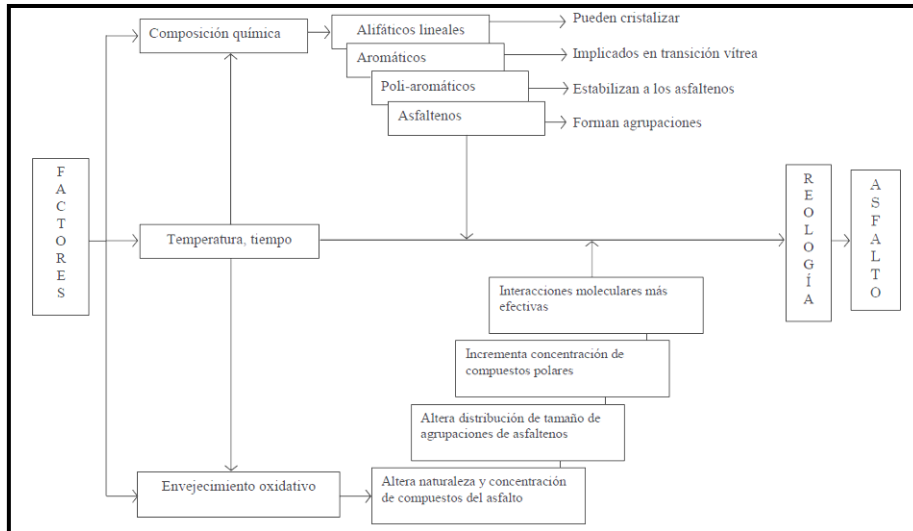 Composición química
Alifáticos lineales
Pueden cristalizar
Aromáticos
Implicados en transición vítrea
Poli-aromáticos
Estabilizan a los asfaltenos
Asfaltenos
Forman agrupaciones
FACTORES
Temperatura, tiempo
REOLOGÍA
ASFALTO
Interacciones moleculares más
efectivas
Incrementa concentración de
compuestos polares
Altera distribución de tamaño de
agrupaciones de asfaltenos
Envejecimiento oxidativo
Altera naturaleza y concentración
de compuestos del asfalto